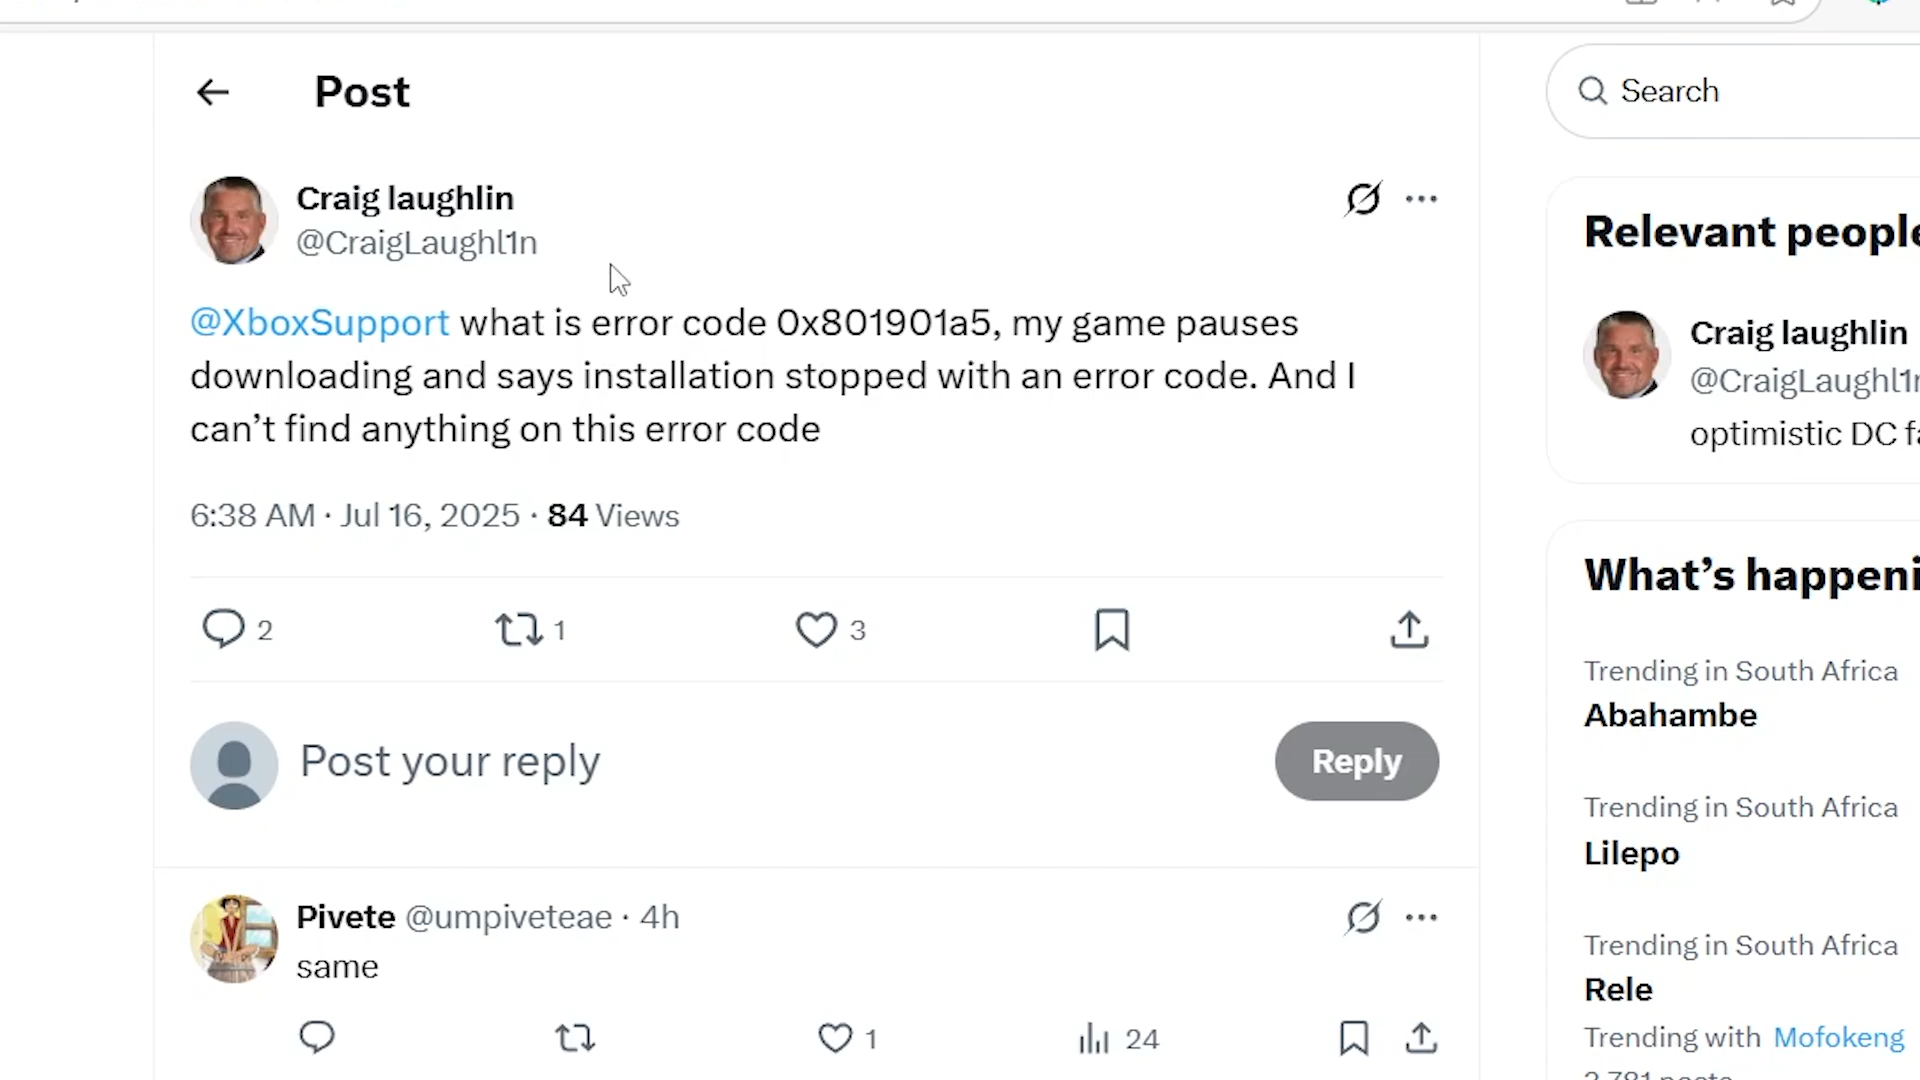 Post
Search
Craig laughlin
@CraigLaughl1n
@XboxSupport what is error code 0x801901a5, my game pauses
downloading and says installation stopped with an error code. And I
can’t find anything on this error code
6:38 AM · Jul 16, 2025 · 84 Views
2
1
3
Post your reply
Reply
Pivete @umpiveteae · 4h
same
1
24
Relevant people
Craig laughlin
@CraigLaughl1n
optimistic DC fa
What’s happeni
Trending in South Africa
Abahambe
Trending in South Africa
Lilepo
Trending in South Africa
Rele
Trending with Mofokeng